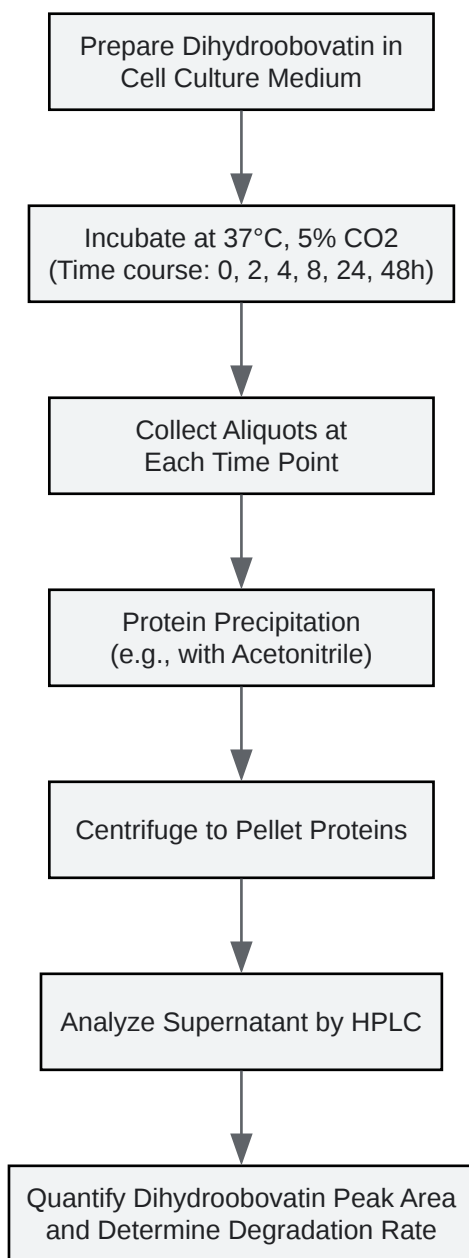 Prepare Dihydroobovatin in
Cell Culture Medium
Incubate at 37°C, 5% CO2
(Time course: 0, 2, 4, 8, 24, 48h)
Collect Aliquots at
Each Time Point
Protein Precipitation
(e.g., with Acetonitrile)
Centrifuge to Pellet Proteins
Analyze Supernatant by HPLC
Quantify Dihydroobovatin Peak Area
and Determine Degradation Rate